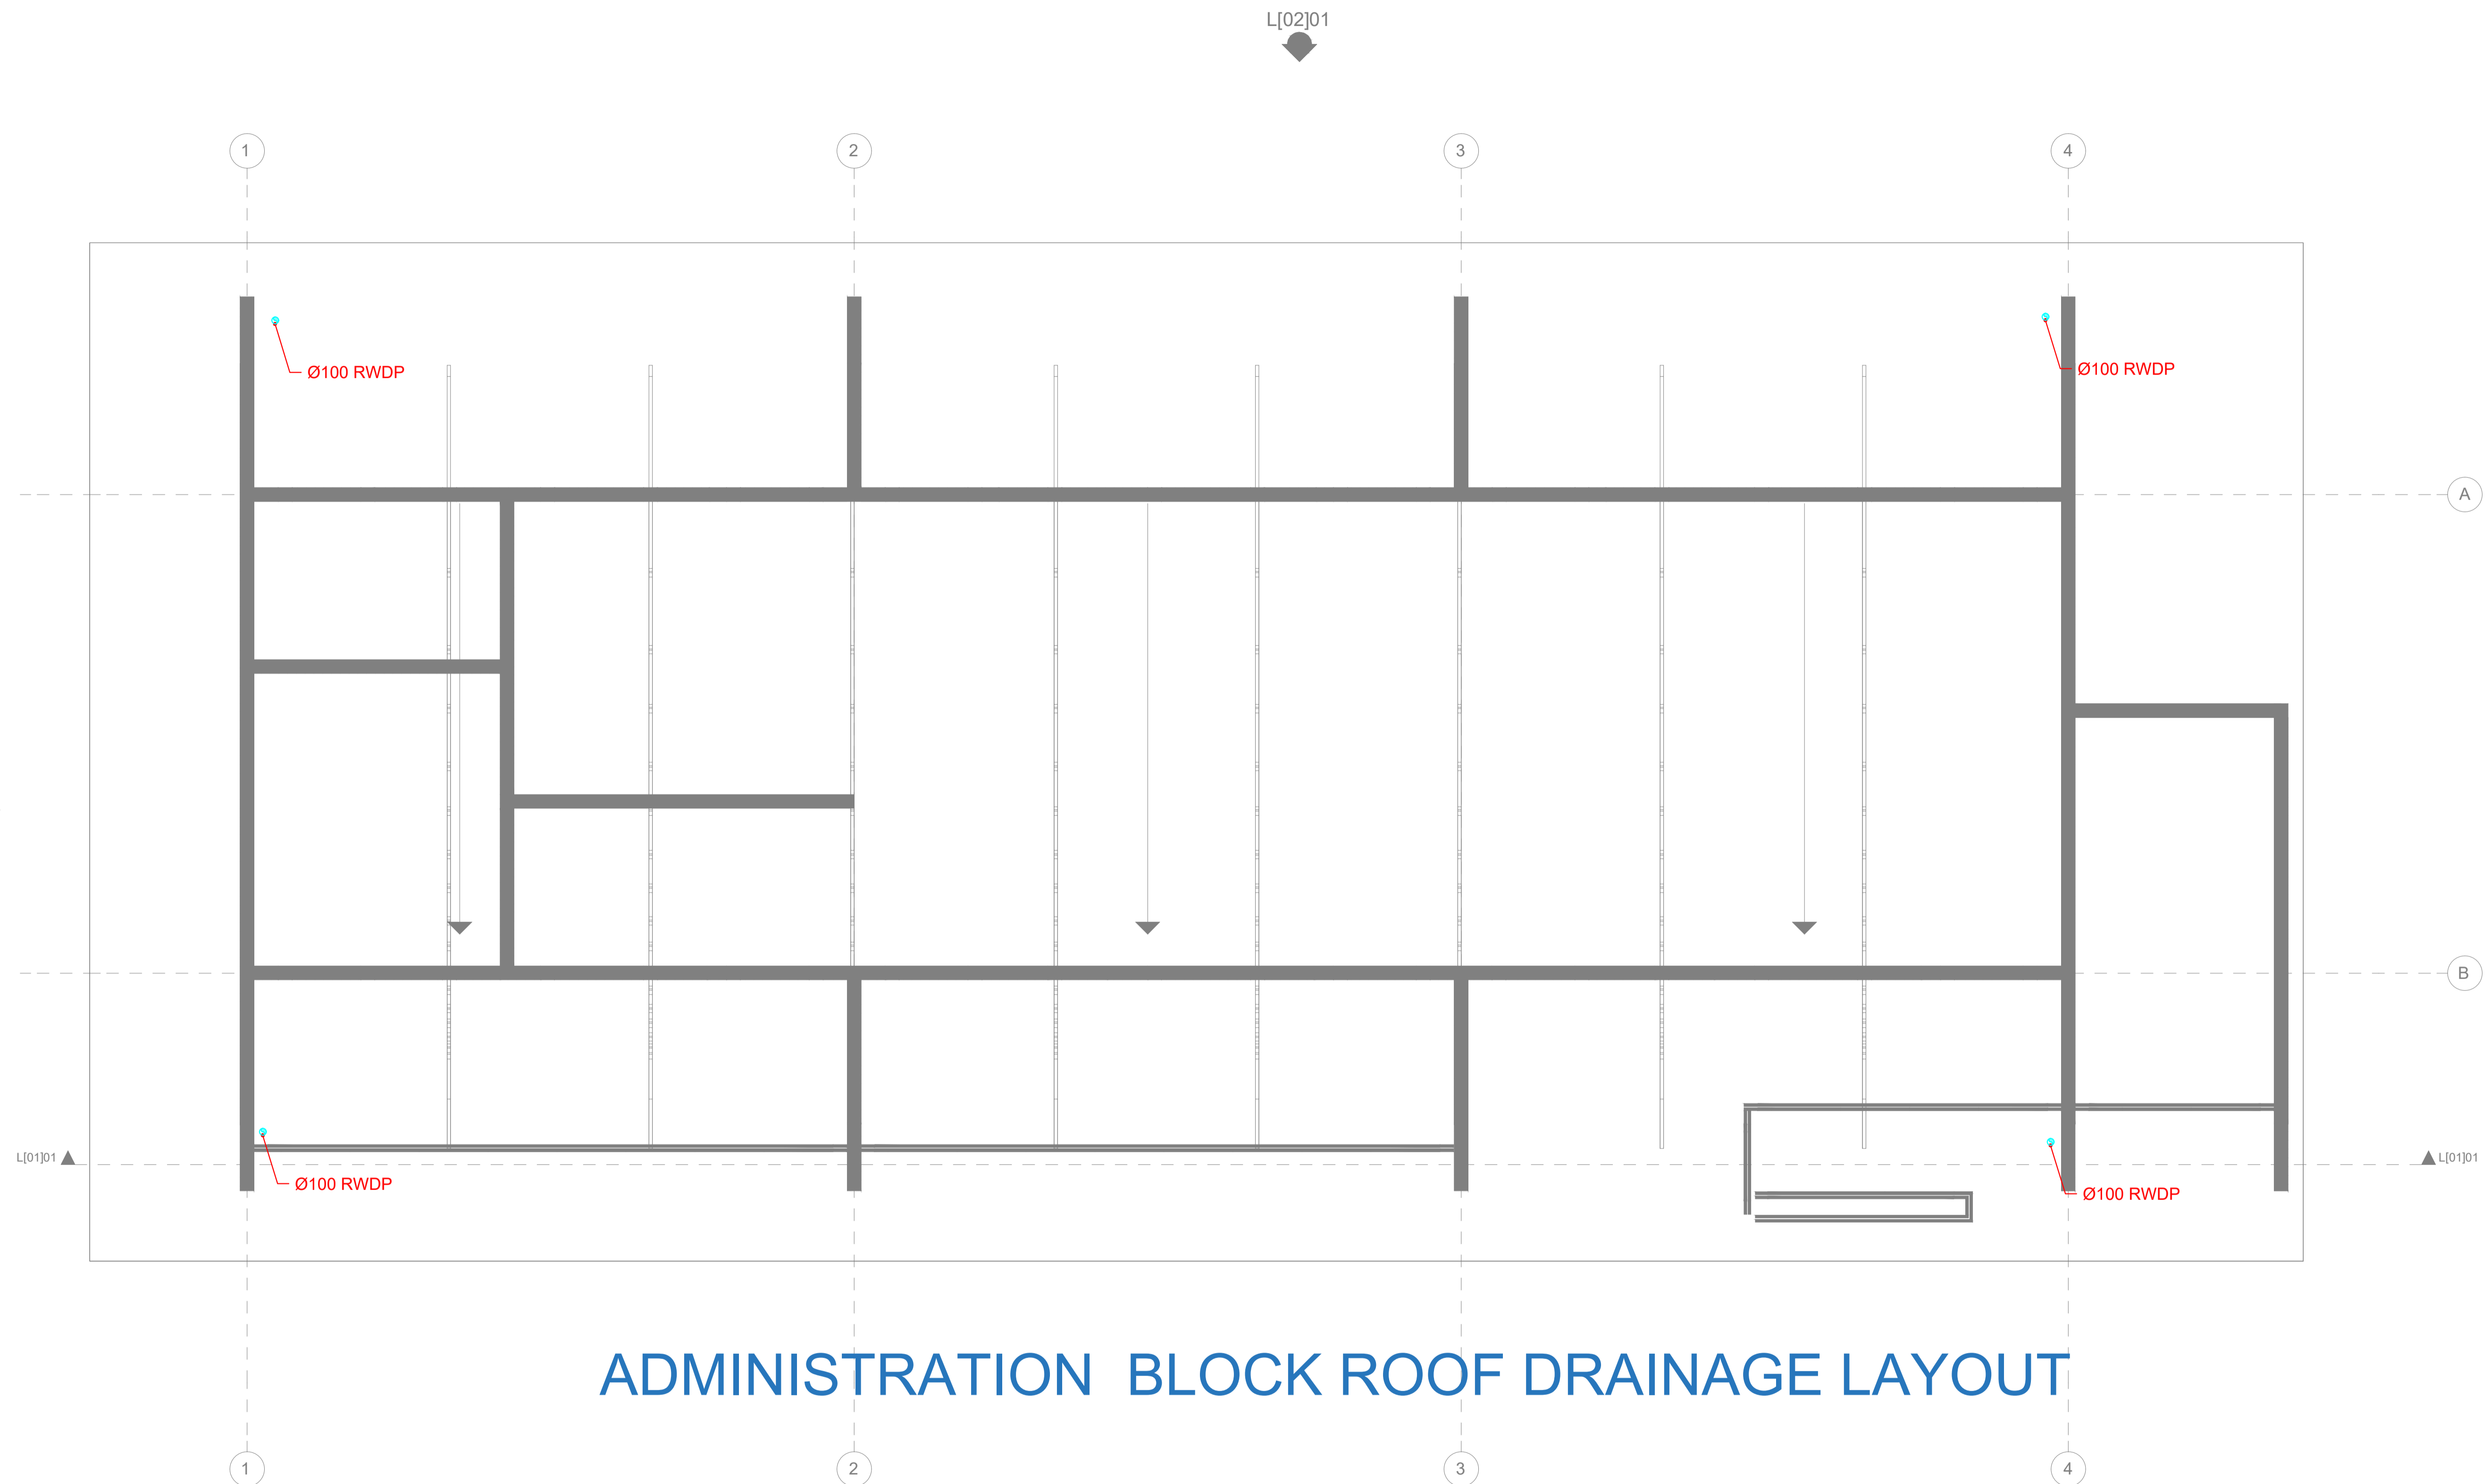 L[02]01
1
2
3
4
Ø100 RWDP
Ø100 RWDP
A
B
L[01]01
L[01]01
Ø100 RWDP
Ø100 RWDP
ADMINISTRATION BLOCK ROOF DRAINAGE LAYOUT
1
2
3
4